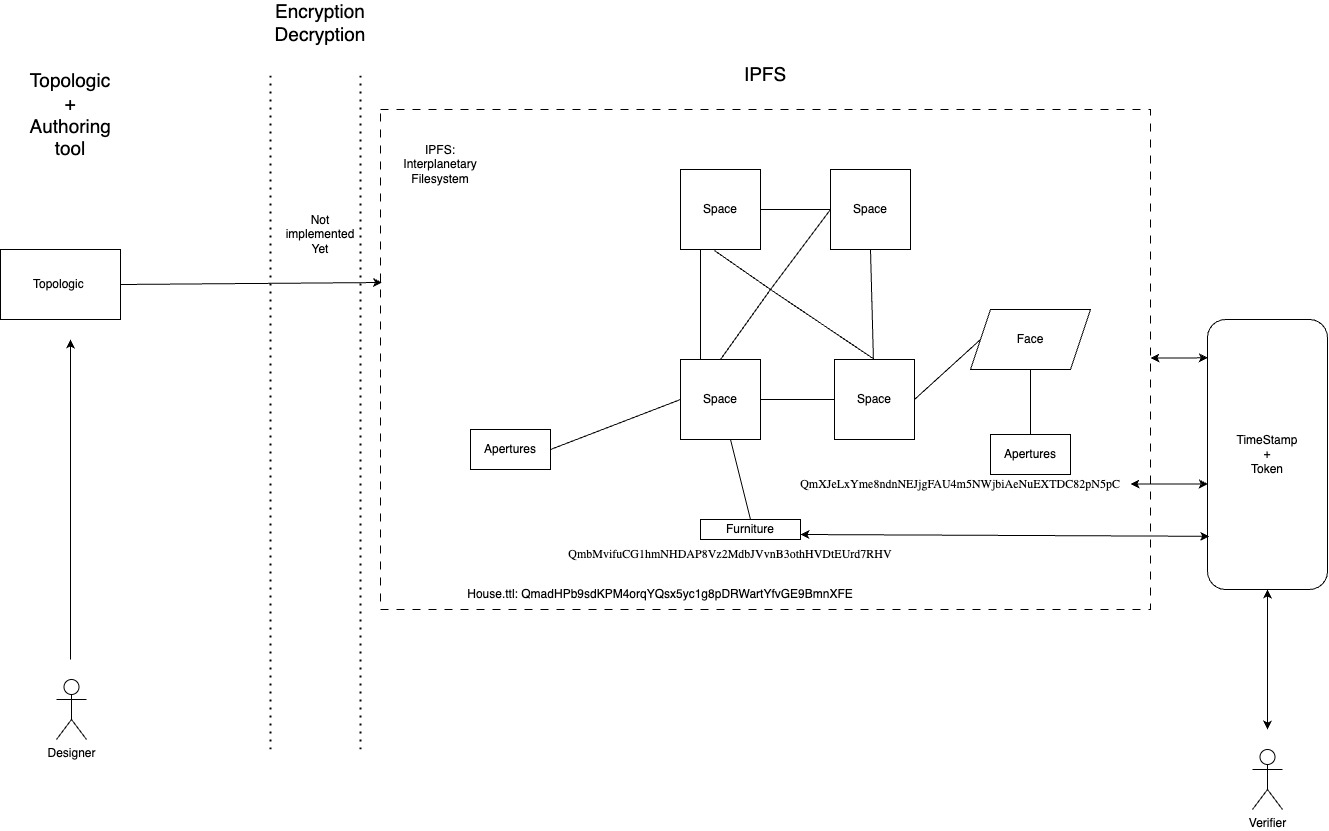 Encryption
Decryption
Topologic
+
Authoring
tool
IPFS
IPFS:
Interplanetary
Filesystem
Space
Space
Not
implemented
Yet
Topologic
Face
Space
Space
Apertures
Apertures
TimeStamp
+
Token
QmXJeLxYme8ndnNEJjgFAU4m5NWjbiAeNuEXTDC82pN5pC
Furniture
QmbMvifuCG1hmNHDAP8Vz2MdbJVvnB3othHVDtEUrd7RHV
House.ttl: QmadHPb9sdKPM4orqYQsx5yc1g8pDRWartYfvGE9BmnXFE
Designer
Verifier